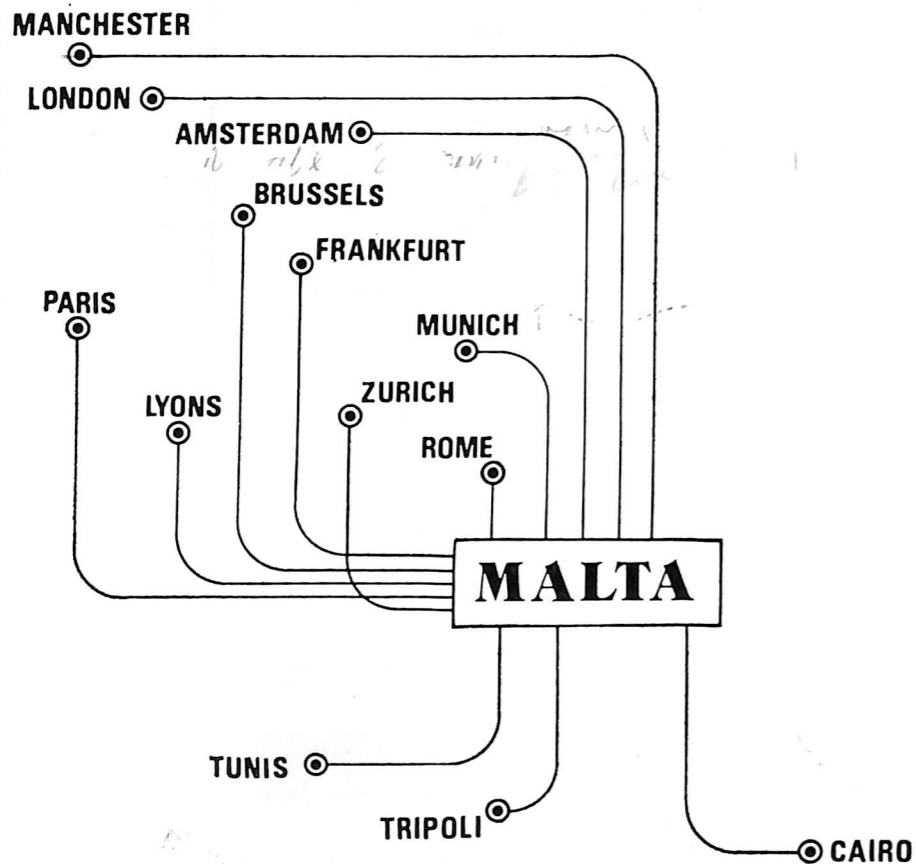 MANCHESTER
LONDON
AMSTERDAM
BRUSSELS
FRANKFURT
PARIS
MUNICH
ZURICH
LYONS
ROME
MALTA
TUNIS
TRIPOLI
CAIRO